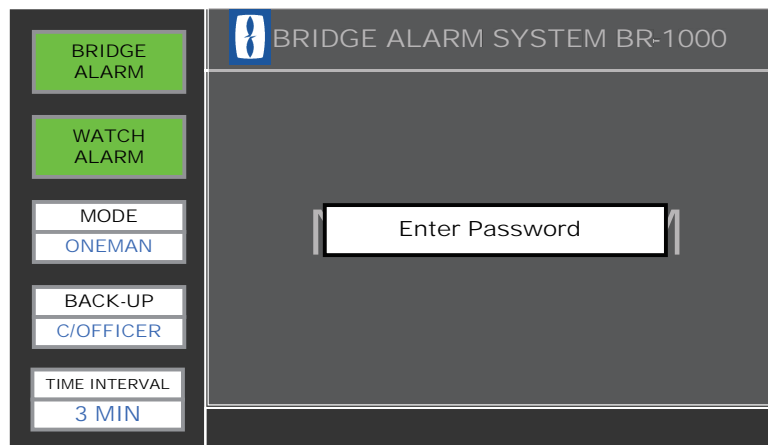 BRIDGE ALARM SYSTEM BR-1000
BRIDGE
ALARM
WATCH
ALARM
MODE
ONEMAN
BACK-UP
C/OFFICER
TIME INTERVAL
3 MIN
Enter Password